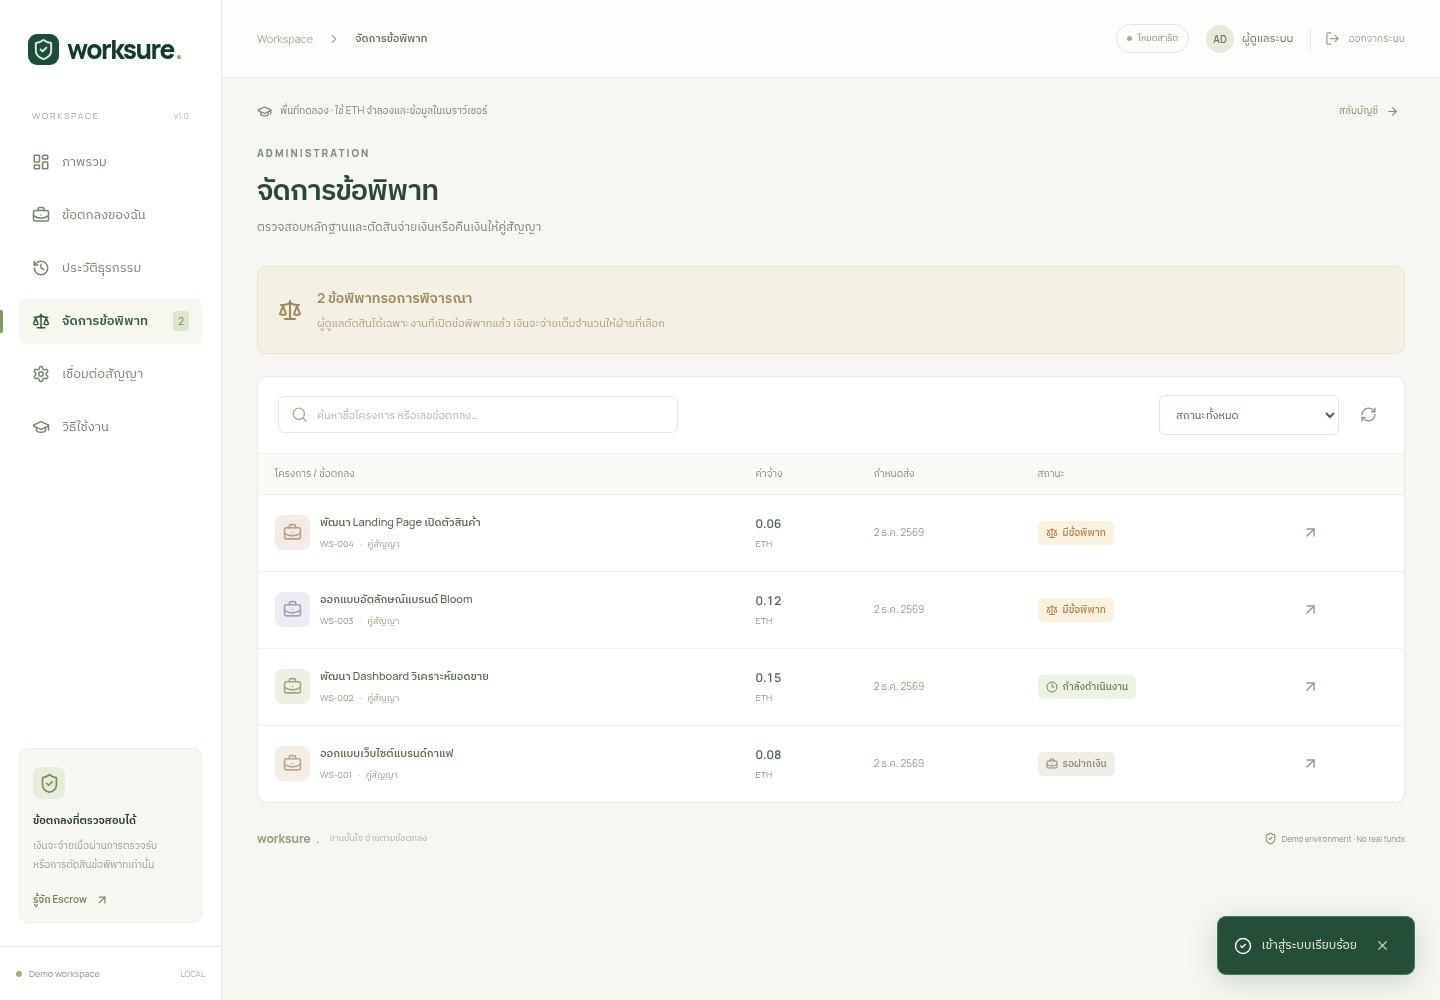 worksure.
WORKSPACE
v1.0
ภาพรวม
ข้อตกลงของฉัน
ประวัติธุรกรรม
จัดการข้อพิพาท
2
เชื่อมต่อสัญญา
วิธีใช้งาน
ข้อตกลงที่ตรวจสอบได้
เงินจะจ่ายเมื่อผ่านการตรวจรับ
หรือการตัดสินข้อพิพาทเท่านั้น
รู้จัก Escrow
Demo workspace
LOCAL
Workspace
จัดการข้อพิพาท
โหมดสาธิต
AD
ผู้ดูแลระบบ
ออกจากระบบ
พื้นที่ทดลอง · ใช้ ETH จำลองและข้อมูลในเบราว์เซอร์
สลับบัญชี
ADMINISTRATION
จัดการข้อพิพาท
ตรวจสอบหลักฐานและตัดสินจ่ายเงินหรือคืนเงินให้คู่สัญญา
2 ข้อพิพาทรอการพิจารณา
ผู้ดูแลตัดสินได้เฉพาะงานที่เปิดข้อพิพาทแล้ว เงินจะจ่ายเต็มจำนวนให้ฝ่ายที่เลือก
ค้นหาชื่อโครงการ หรือเลขข้อตกลง...
สถานะทั้งหมด
โครงการ / ข้อตกลง
ค่าจ้าง
กำหนดส่ง
สถานะ
พัฒนา Landing Page เปิดตัวสินค้า
WS-004 · คู่สัญญา
0.06
ETH
2 ธ.ค. 2569
มีข้อพิพาท
ออกแบบอัตลักษณ์แบรนด์ Bloom
WS-003 · คู่สัญญา
0.12
ETH
2 ธ.ค. 2569
มีข้อพิพาท
พัฒนา Dashboard วิเคราะห์ยอดขาย
WS-002 · คู่สัญญา
0.15
ETH
2 ธ.ค. 2569
กำลังดำเนินงาน
ออกแบบเว็บไซต์แบรนด์กาแฟ
WS-001 · คู่สัญญา
0.08
ETH
2 ธ.ค. 2569
รอฝากเงิน
worksure .
งานมั่นใจ จ่ายตามข้อตกลง
Demo environment · No real funds
เข้าสู่ระบบเรียบร้อย